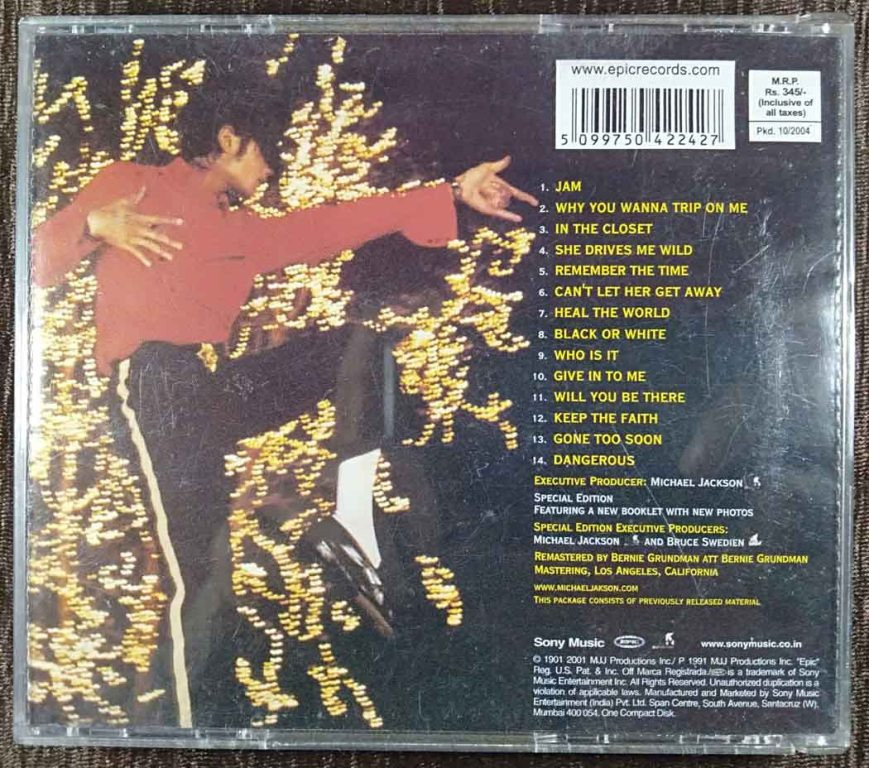 www.epicrecords.com
5 099750 422427
M.R.P.
Rs. 345/-
(Inclusive of
all taxes)
Pkd. 10/2004
1. JAM
2. WHY YOU WANNA TRIP ON ME
3. IN THE CLOSET
4. SHE DRIVES ME WILD
5. REMEMBER THE TIME
6. CAN'T LET HER GET AWAY
7. HEAL THE WORLD
8. BLACK OR WHITE
9. WHO IS IT
10. GIVE IN TO ME
11. WILL YOU BE THERE
12. KEEP THE FAITH
13. GONE TOO SOON
14. DANGEROUS
EXECUTIVE PRODUCER: MICHAEL JACKSON
SPECIAL EDITION
FEATURING A NEW BOOKLET WITH NEW PHOTOS
SPECIAL EDITION EXECUTIVE PRODUCERS:
MICHAEL JACKSON AND BRUCE SWEDIEN
REMASTERED BY BERNIE GRUNDMAN ATT BERNIE GRUNDMAN
MASTERING, LOS ANGELES, CALIFORNIA
WWW.MICHAELJAKSON.COM
THIS PACKAGE CONSISTS OF PREVIOUSLY RELEASED MATERIAL
Sony Music epic www.sonymusic.co.in
© 1901 2001 MJJ Productions Inc./ P 1991 MJJ Productions Inc. "Epic"
Reg. U.S. Pat. & Inc. Off Marca Registrada/ is a trademark of Sony
Music Entertainment Inc. All Rights Reserved. Unauthorized duplication is a
violation of applicable laws. Manufactured and Marketed by Sony Music
Entertainment (India) Pvt. Ltd. Span Centre, South Avenue, Santacruz (W),
Mumbai 400 054. One Compact Disk.